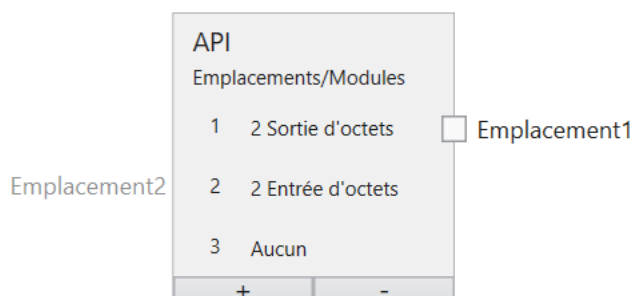 API
Emplacements/Modules
1 2 Sortie d'octets
Emplacement1
Emplacement2
2 2 Entrée d'octets
3 Aucun
+ -